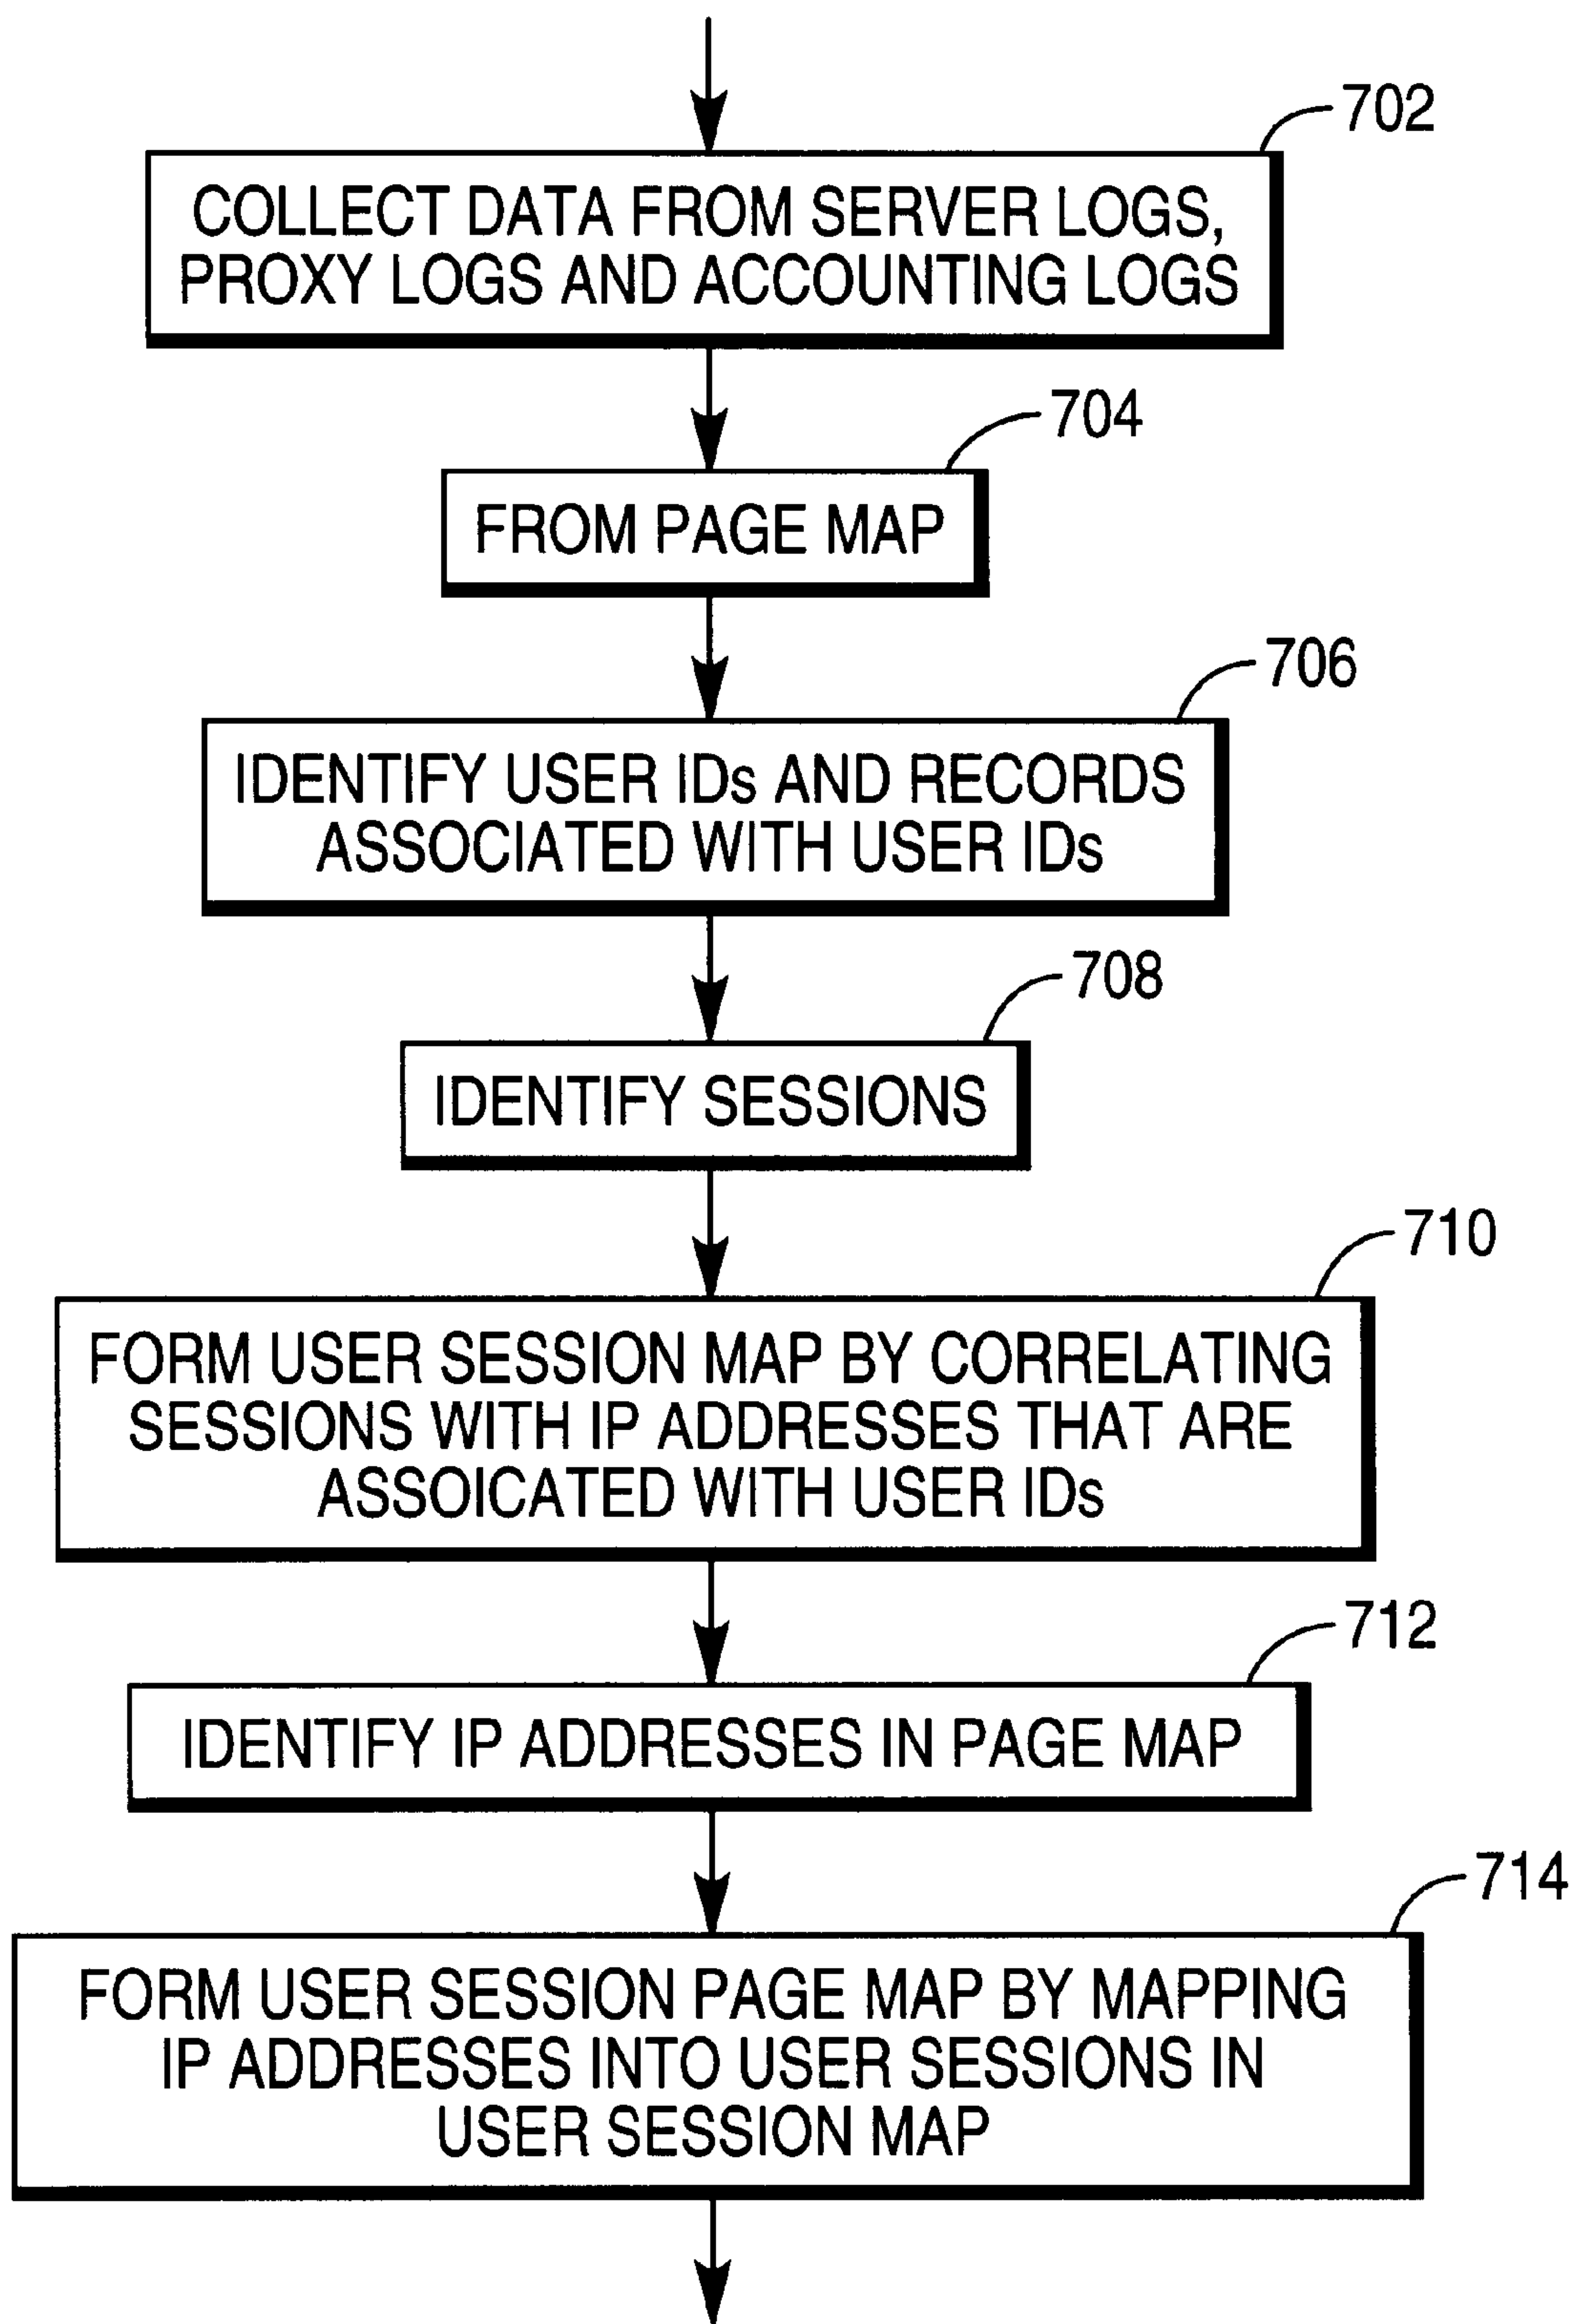 702
COLLECT DATA FROM SERVER LOGS,
PROXY LOGS AND ACCOUNTING LOGS
704
FROM PAGE MAP
706
IDENTIFY USER IDs AND RECORDS
ASSOCIATED WITH USER IDs
708
IDENTIFY SESSIONS
710
FORM USER SESSION MAP BY CORRELATING
SESSIONS WITH IP ADDRESSES THAT ARE
ASSOICATED WITH USER IDs
712
IDENTIFY IP ADDRESSES IN PAGE MAP
714
FORM USER SESSION PAGE MAP BY MAPPING
IP ADDRESSES INTO USER SESSIONS IN
USER SESSION MAP